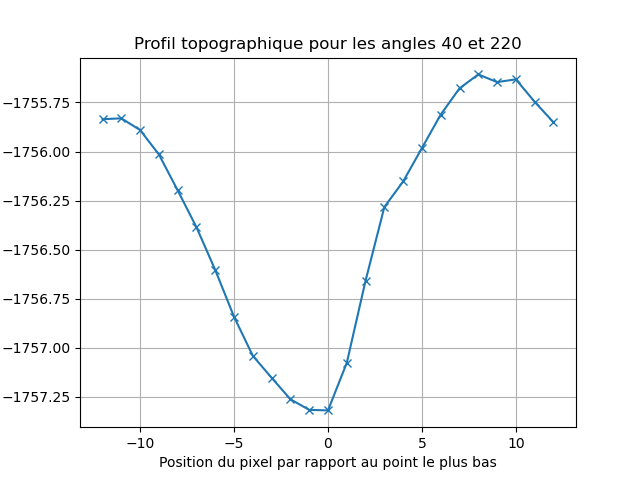 Profil topographique pour les angles 40 et 220
−1755.75
−1756.00
−1756.25
−1756.50
−1756.75
−1757.00
−1757.25
−10 −5 0 5 10
Position du pixel par rapport au point le plus bas